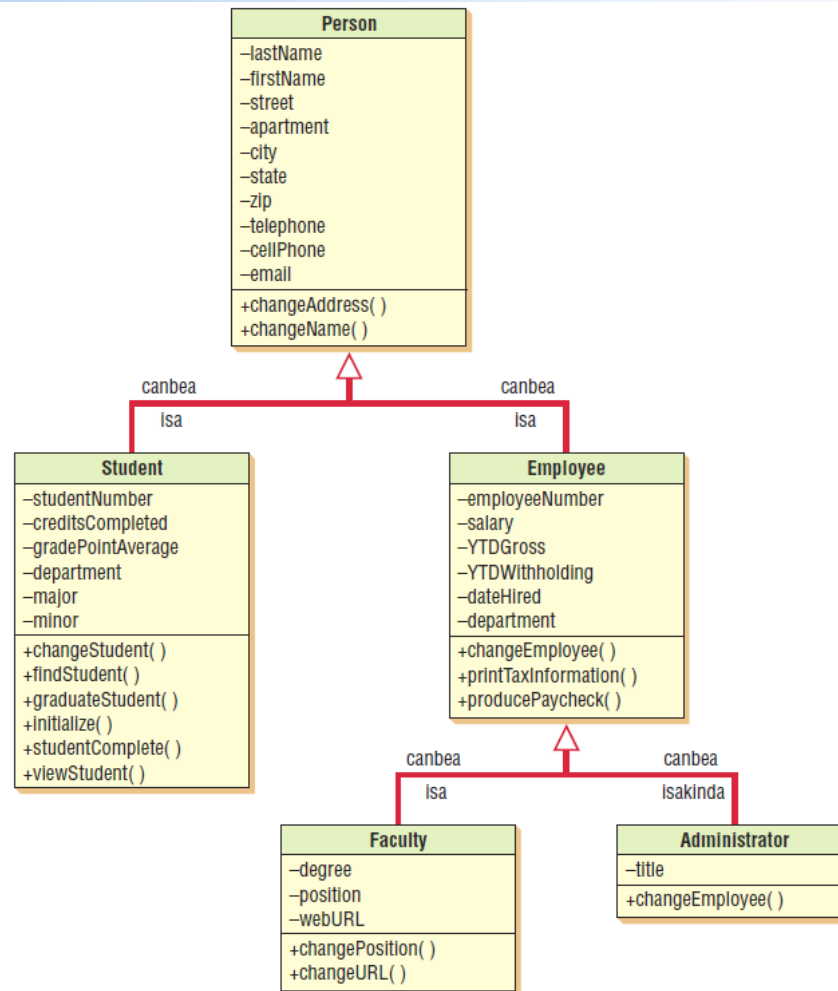 Person
–lastName
–firstName
–street
–apartment
–city
–state
–zip
–telephone
–cellPhone
–email
+changeAddress( )
+changeName( )
canbea
canbea
isa
isa
Student
–studentNumber
–creditsCompleted
–gradePointAverage
–department
–major
–minor
+changeStudent( )
+findStudent( )
+graduateStudent( )
+initialize( )
+studentComplete( )
+viewStudent( )
Employee
–employeeNumber
–salary
–YTDGross
–YTDWithholding
–dateHired
–department
+changeEmployee( )
+printTaxInformation( )
+producePaycheck( )
canbea
canbea
isa
isakinda
Faculty
–degree
–position
–webURL
+changePosition( )
+changeURL( )
Administrator
–title
+changeEmployee( )